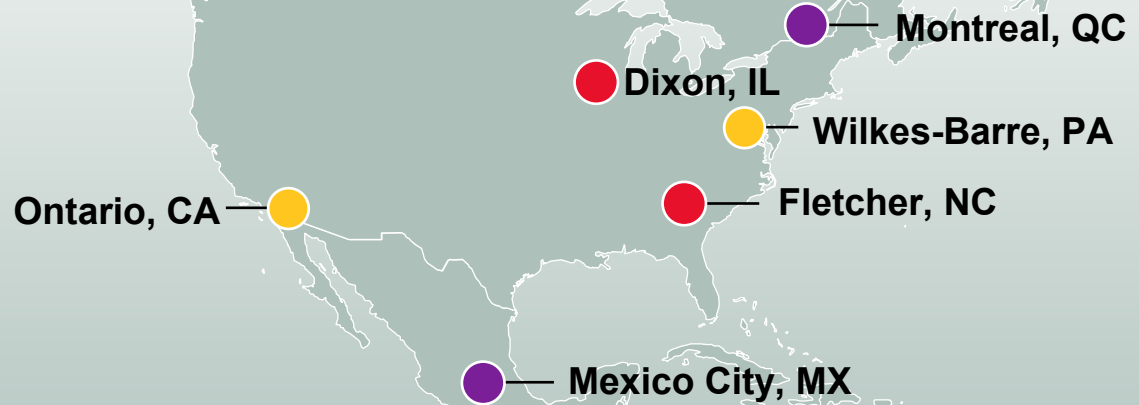 Montreal, QC
Dixon, IL
Wilkes-Barre, PA
Fletcher, NC
Ontario, CA
Mexico City, MX